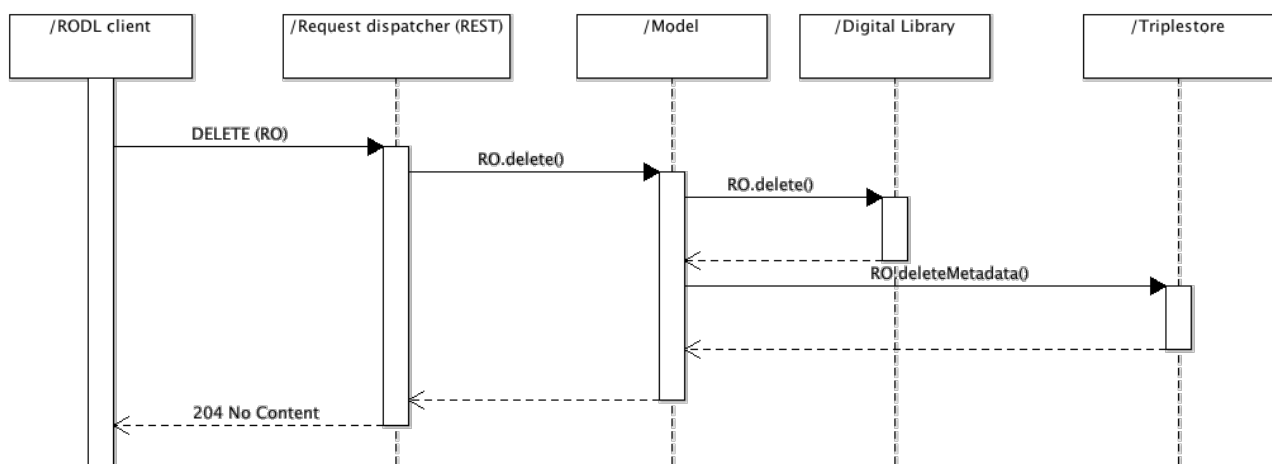 /RODL client
/Request dispatcher (REST)
/Model
/Digital Library
/Triplestore
DELETE (RO)
RO.delete()
RO.delete()
RO.deleteMetadata()
204 No Content